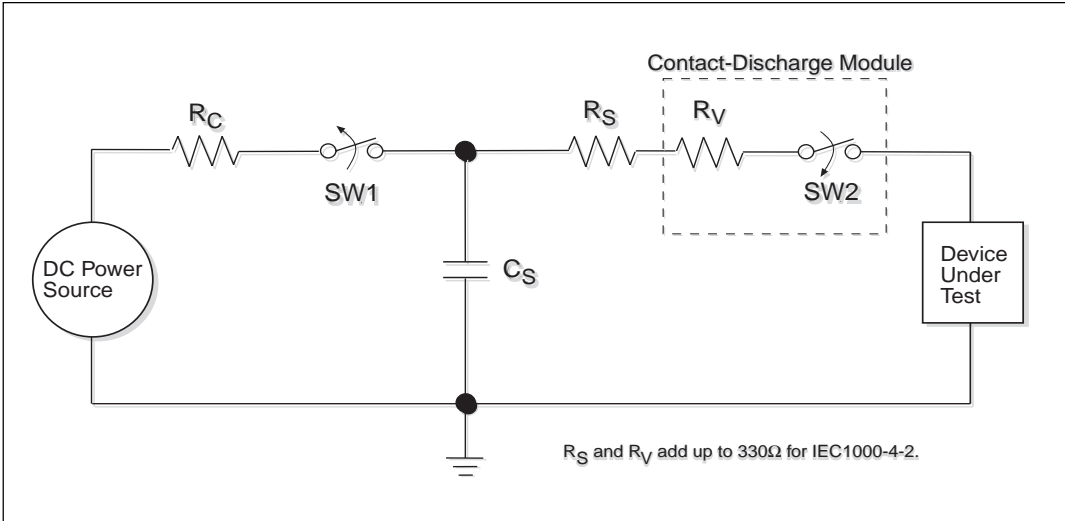 Contact-Discharge Module
RC
RS
RV
SW1
SW2
DC Power
Source
CS
Device
Under
Test
RS and RV add up to 330Ω for IEC1000-4-2.